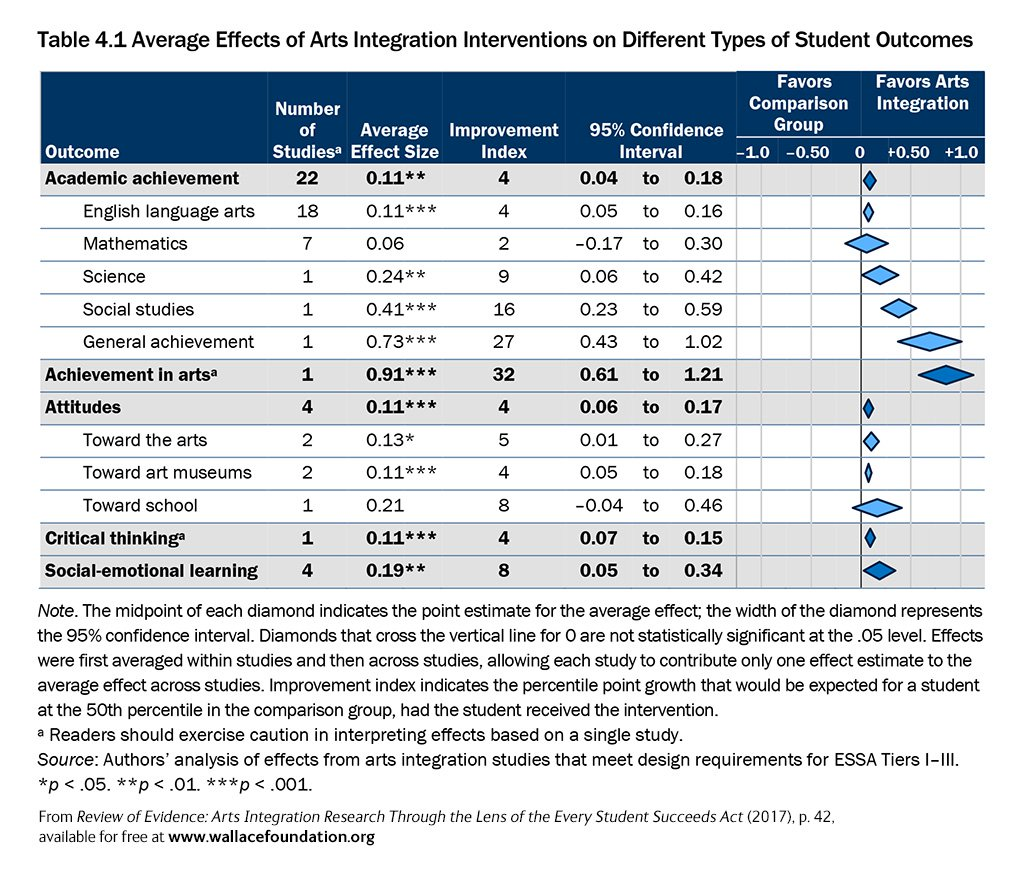 Table 4.1 Average Effects of Arts Integration Interventions on Different Types of Student Outcomes
Outcome Number of Studiesᵃ Average Effect Size Improvement Index 95% Confidence Interval Favors Comparison Group Favors Arts Integration
–1.0 –0.50 0 +0.50 +1.0
Academic achievement 22 0.11** 4 0.04 to 0.18
English language arts 18 0.11*** 4 0.05 to 0.16
Mathematics 7 0.06 2 –0.17 to 0.30
Science 1 0.24** 9 0.06 to 0.42
Social studies 1 0.41*** 16 0.23 to 0.59
General achievement 1 0.73*** 27 0.43 to 1.02
Achievement in artsᵃ 1 0.91*** 32 0.61 to 1.21
Attitudes 4 0.11*** 4 0.06 to 0.17
Toward the arts 2 0.13* 5 0.01 to 0.27
Toward art museums 2 0.11*** 4 0.05 to 0.18
Toward school 1 0.21 8 –0.04 to 0.46
Critical thinkingᵃ 1 0.11*** 4 0.07 to 0.15
Social-emotional learning 4 0.19** 8 0.05 to 0.34
Note. The midpoint of each diamond indicates the point estimate for the average effect; the width of the diamond represents
the 95% confidence interval. Diamonds that cross the vertical line for 0 are not statistically significant at the .05 level. Effects
were first averaged within studies and then across studies, allowing each study to contribute only one effect estimate to the
average effect across studies. Improvement index indicates the percentile point growth that would be expected for a student
at the 50th percentile in the comparison group, had the student received the intervention.
ᵃ Readers should exercise caution in interpreting effects based on a single study.
Source: Authors’ analysis of effects from arts integration studies that meet design requirements for ESSA Tiers I–III.
*p < .05. **p < .01. ***p < .001.
From Review of Evidence: Arts Integration Research Through the Lens of the Every Student Succeeds Act (2017), p. 42,
available for free at www.wallacefoundation.org